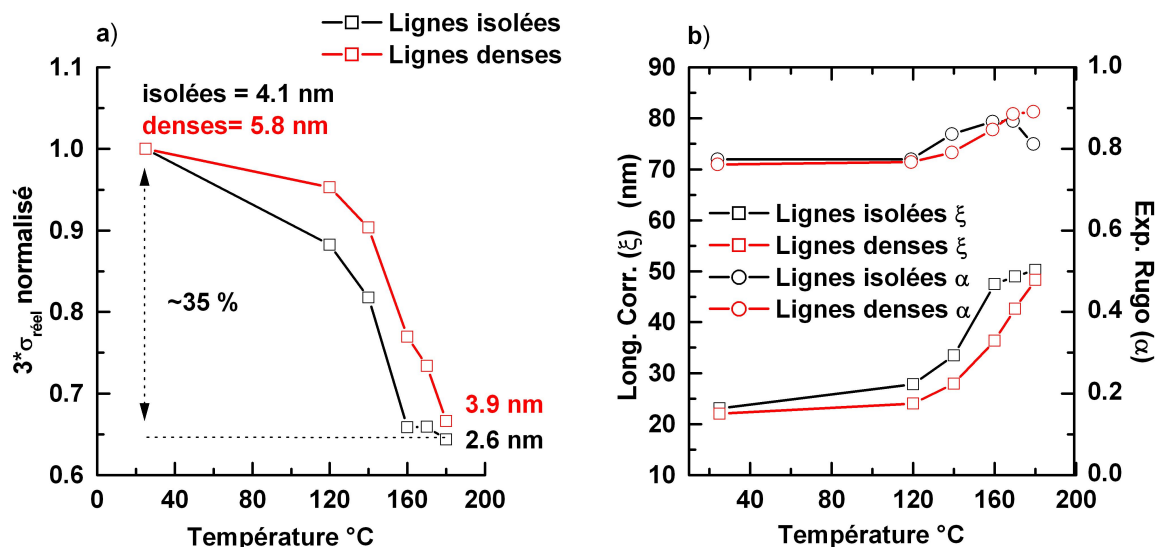 a)
Lignes isolées
Lignes denses
isolées = 4.1 nm
denses= 5.8 nm
~35 %
3.9 nm
2.6 nm
3*σréel normalisé
1.1
1.0
0.9
0.8
0.7
0.6
0
40
80
120
160
200
Température °C
b)
Lignes isolées ξ
Lignes denses ξ
Lignes isolées α
Lignes denses α
Long. Corr. (ξ) (nm)
90
80
70
60
50
40
30
20
10
40
80
120
160
200
Température °C
1.0
0.8
0.6
0.4
0.2
0.0
Exp. Rugo (α)